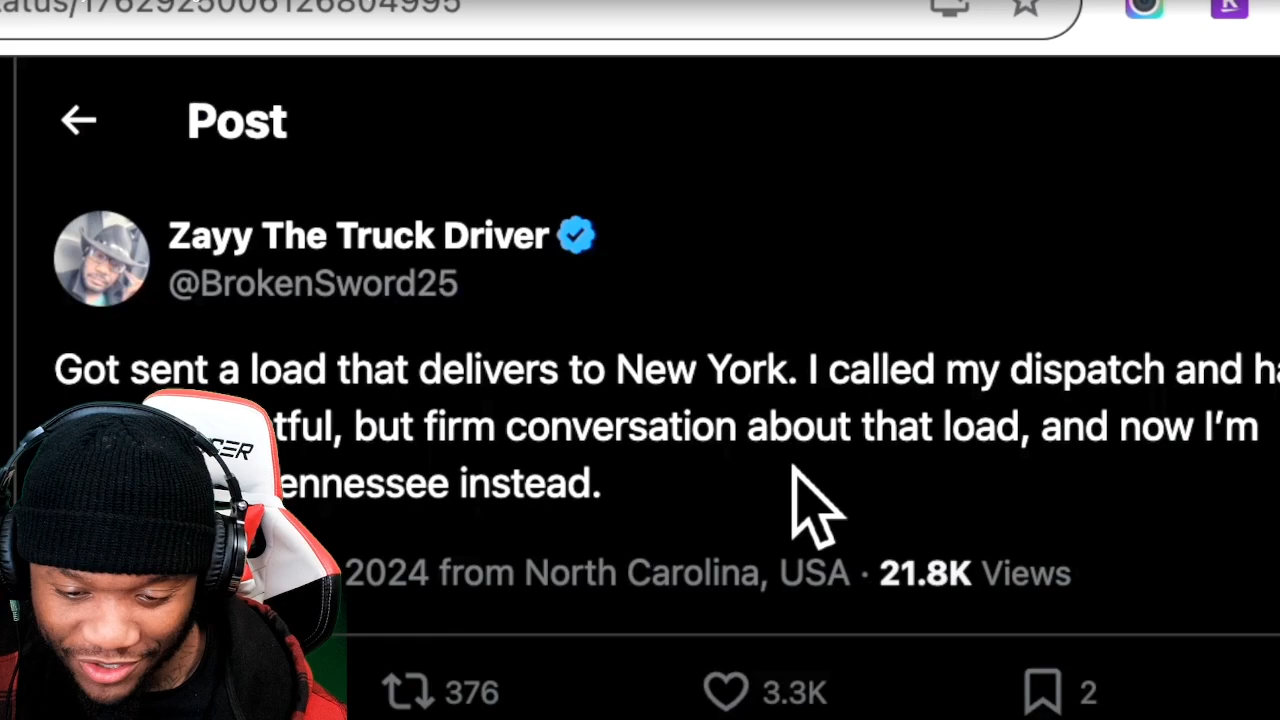 tatus/1762925006126804995
Post
Zayy The Truck Driver
@BrokenSword25
Got sent a load that delivers to New York. I called my dispatch and ha
tful, but firm conversation about that load, and now I'm
ennessee instead.
2024 from North Carolina, USA · 21.8K Views
376 3.3K 2